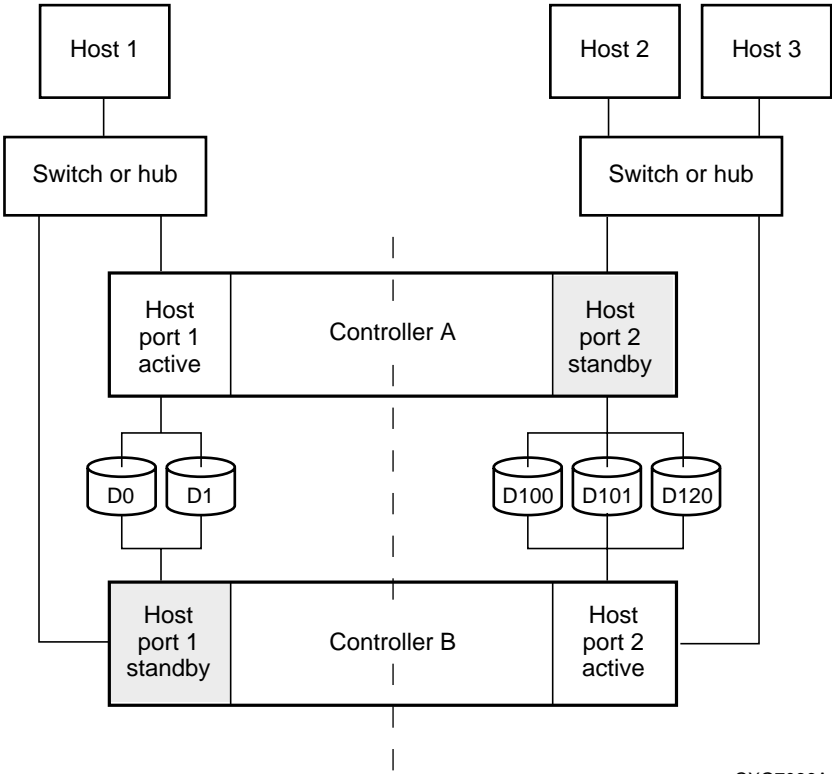 Host 1
Host 2
Host 3
Switch or hub
Switch or hub
Host
port 1
active
Controller A
Host
port 2
standby
D0
D1
D100
D101
D120
Host
port 1
standby
Controller B
Host
port 2
active